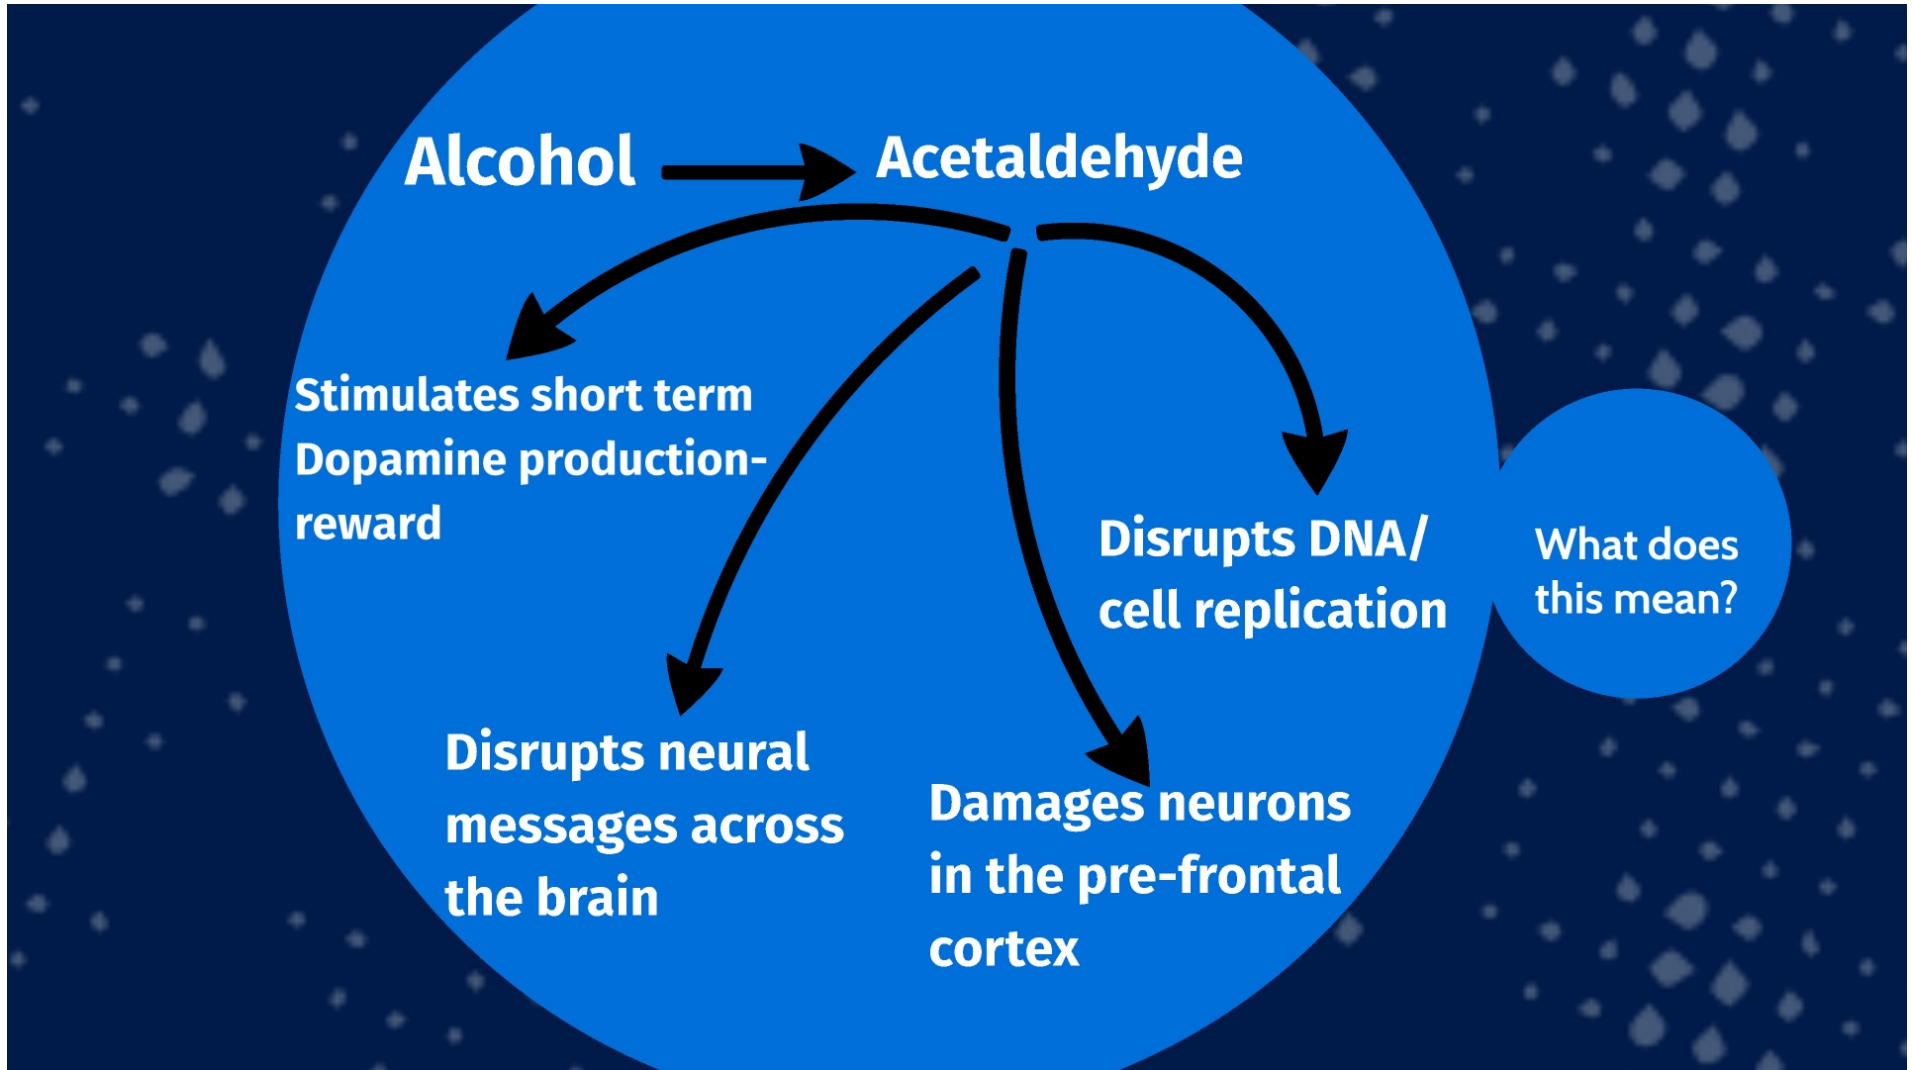 Alcohol
Acetaldehyde
Stimulates short term
Dopamine production-
reward
Disrupts DNA/
cell replication
What does
this mean?
Disrupts neural
messages across
the brain
Damages neurons
in the pre-frontal
cortex